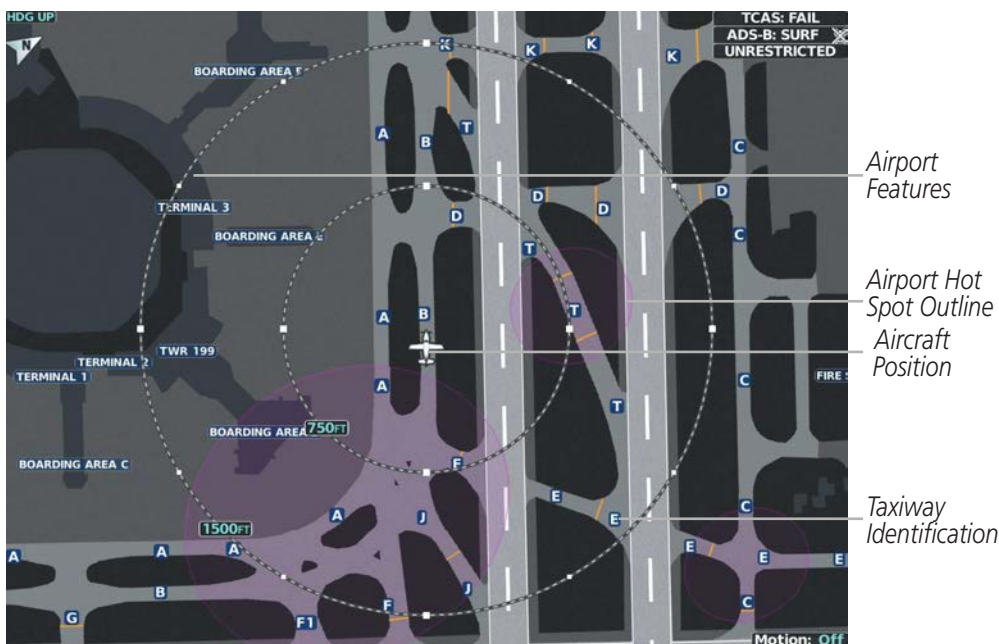 HDG UP
N
TCAS: FAIL
ADS-B: SURF
UNRESTRICTED
K
K
K
K
BOARDING AREA
A
B
T
C
Airport
Features
D
D
D
D
TERMINAL 3
BOARDING AREA
T
C
A
B
T
Airport Hot
Spot Outline
Aircraft
Position
TWR 199
TERMINAL 2
TERMINAL 1
A
C
FIRE
T
BOARDING AREA
750FT
BOARDING AREA C
F
E
C
1500FT
A
J
E
Taxiway
Identification
A
A
A
E
E
E
B
J
F
C
G
F1
Motion: Off